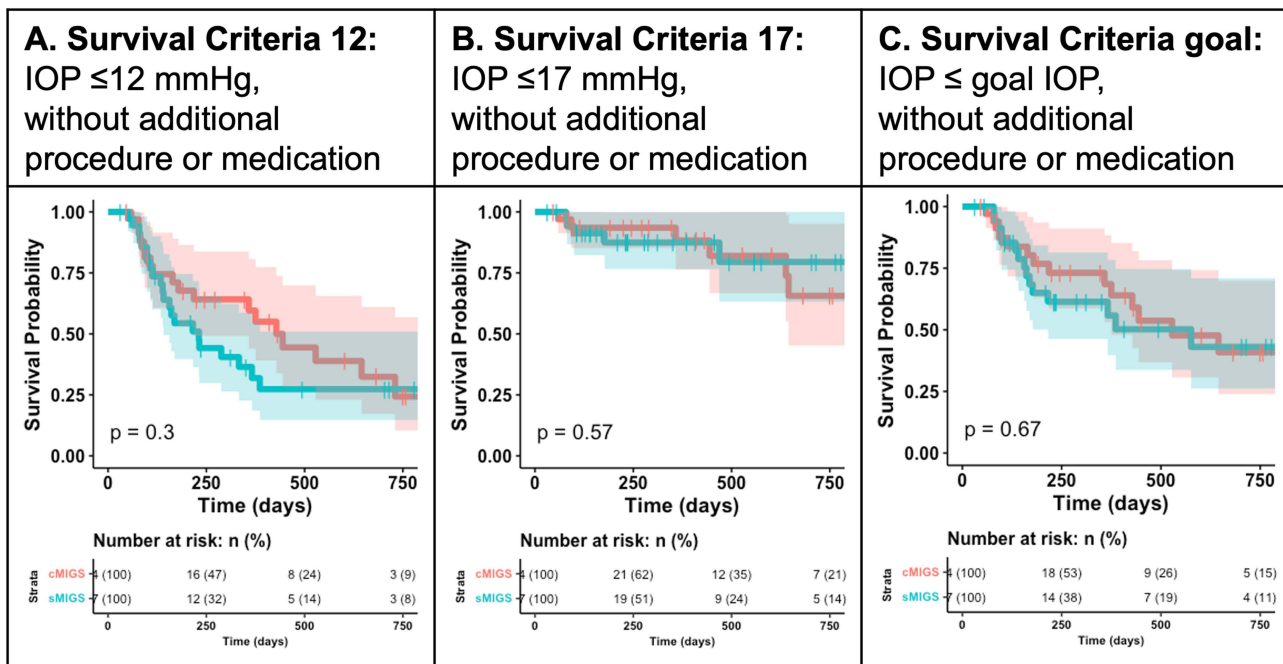 A. Survival Criteria 12:
IOP ≤12 mmHg,
without additional
procedure or medication
B. Survival Criteria 17:
IOP ≤17 mmHg,
without additional
procedure or medication
C. Survival Criteria goal:
IOP ≤ goal IOP,
without additional
procedure or medication
Survival Probability
1.00
0.75
0.50
0.25
0.00
p = 0.3
0 250 500 750
Time (days)
Number at risk: n (%)
Strata
cMIGS 4 (100) 16 (47) 8 (24) 3 (9)
sMIGS 7 (100) 12 (32) 5 (14) 3 (8)
0 250 500 750
Time (days)
Survival Probability
1.00
0.75
0.50
0.25
0.00
p = 0.57
0 250 500 750
Time (days)
Number at risk: n (%)
Strata
cMIGS 4 (100) 21 (62) 12 (35) 7 (21)
sMIGS 7 (100) 19 (51) 9 (24) 5 (14)
0 250 500 750
Time (days)
Survival Probability
1.00
0.75
0.50
0.25
0.00
p = 0.67
0 250 500 750
Time (days)
Number at risk: n (%)
Strata
cMIGS 4 (100) 18 (53) 9 (26) 5 (15)
sMIGS 7 (100) 14 (38) 7 (19) 4 (11)
0 250 500 750
Time (days)